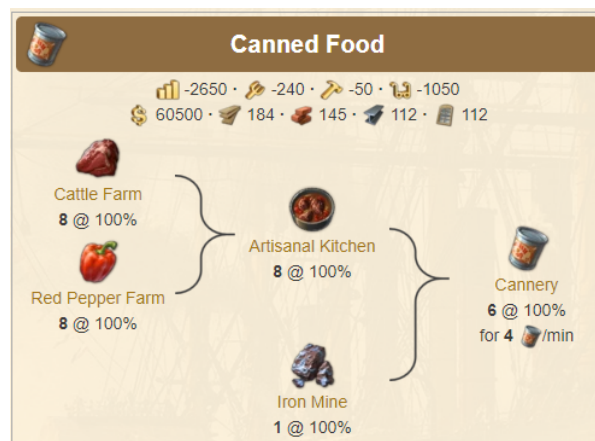 Canned Food
-2650 · -240 · -50 · -1050
60500 · 184 · 145 · 112 · 112
Cattle Farm
8 @ 100%
Red Pepper Farm
8 @ 100%
Artisanal Kitchen
8 @ 100%
Iron Mine
1 @ 100%
Cannery
6 @ 100%
for 4 /min